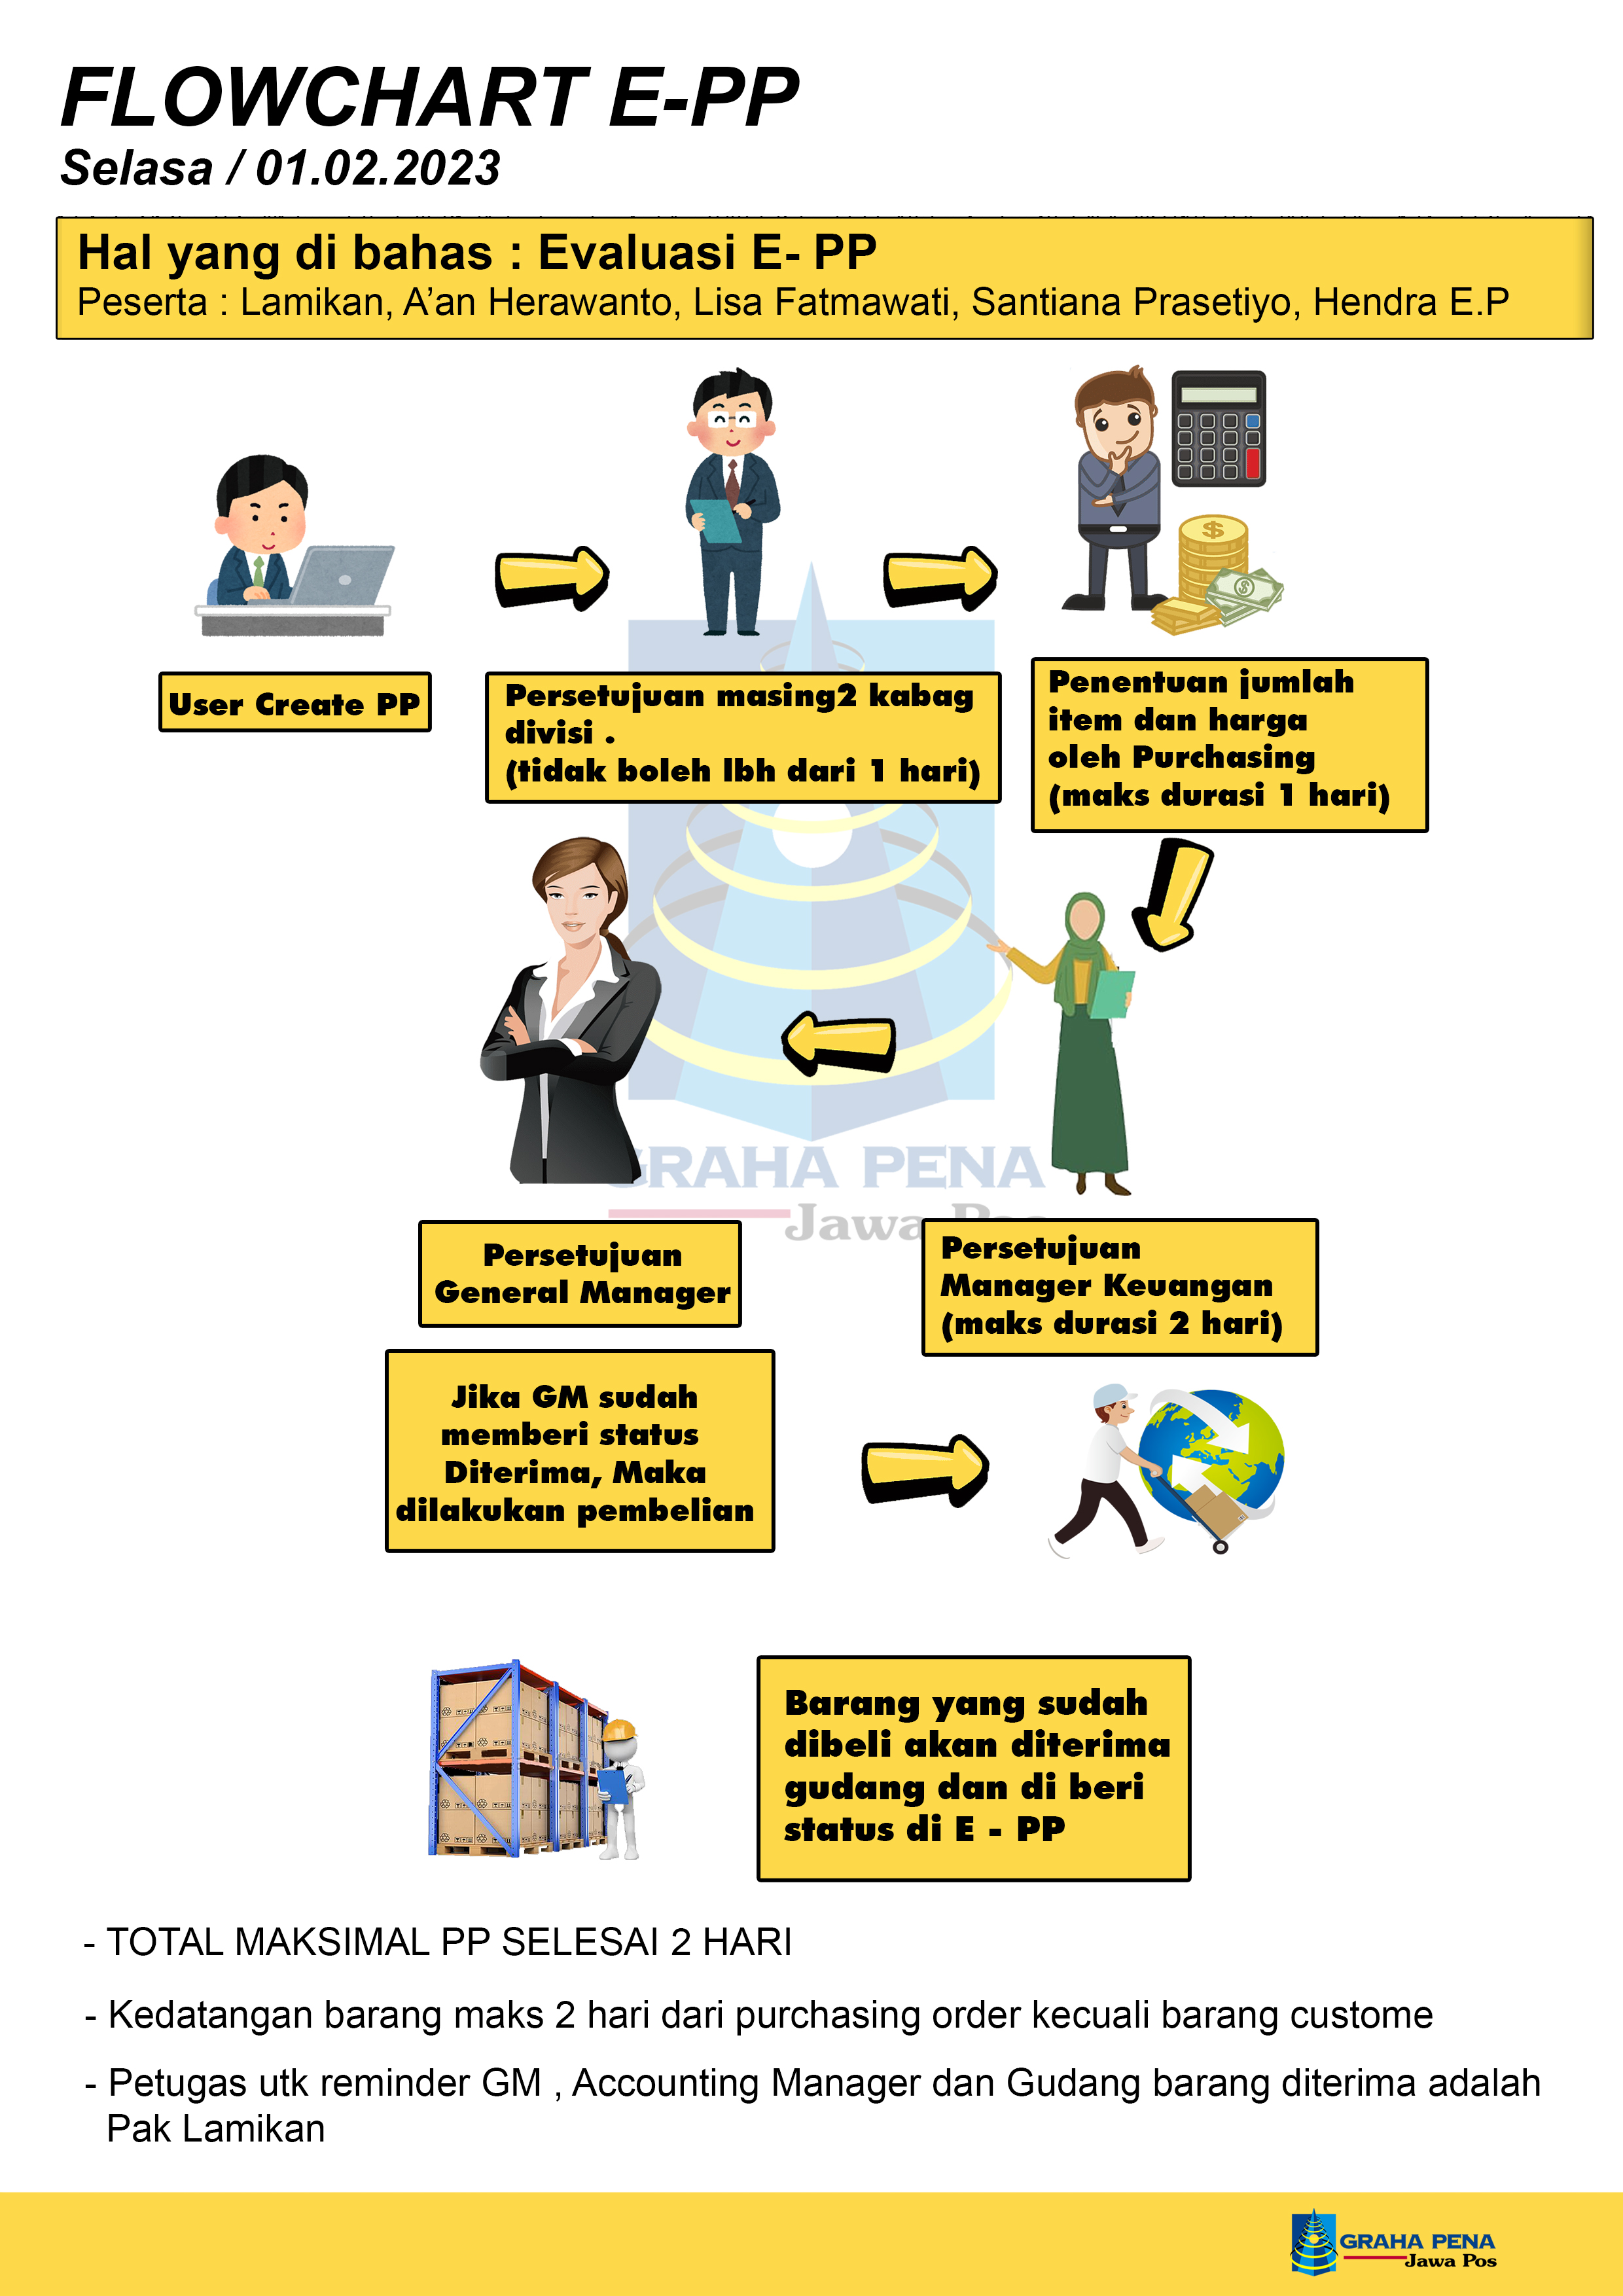 FLOWCHART E-PP
Selasa / 01.02.2023
Hal yang di bahas : Evaluasi E- PP
Peserta : Lamikan, A'an Herawanto, Lisa Fatmawati, Santiana Prasetiyo, Hendra E.P
User Create PP
Persetujuan masing2 kabag
divisi .
(tidak boleh lbh dari 1 hari)
Penentuan jumlah
item dan harga
oleh Purchasing
(maks durasi 1 hari)
GRAHA PENA
Jawa Pos
Persetujuan
General Manager
Persetujuan
Manager Keuangan
(maks durasi 2 hari)
Jika GM sudah
memberi status
Diterima, Maka
dilakukan pembelian
Barang yang sudah
dibeli akan diterima
gudang dan di beri
status di E - PP
- TOTAL MAKSIMAL PP SELESAI 2 HARI
- Kedatangan barang maks 2 hari dari purchasing order kecuali barang custome
- Petugas utk reminder GM , Accounting Manager dan Gudang barang diterima adalah
Pak Lamikan
GRAHA PENA
Jawa Pos